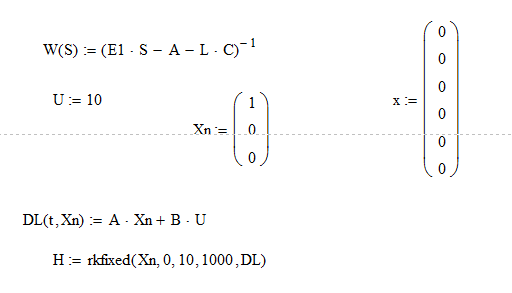 W(S) := (E1 · S − A − L · C)⁻¹
U := 10
Xn := (1 0 0)
x := (0 0 0 0 0 0)
DL(t, Xn) := A · Xn + B · U
H := rkfixed(Xn, 0, 10, 1000, DL)